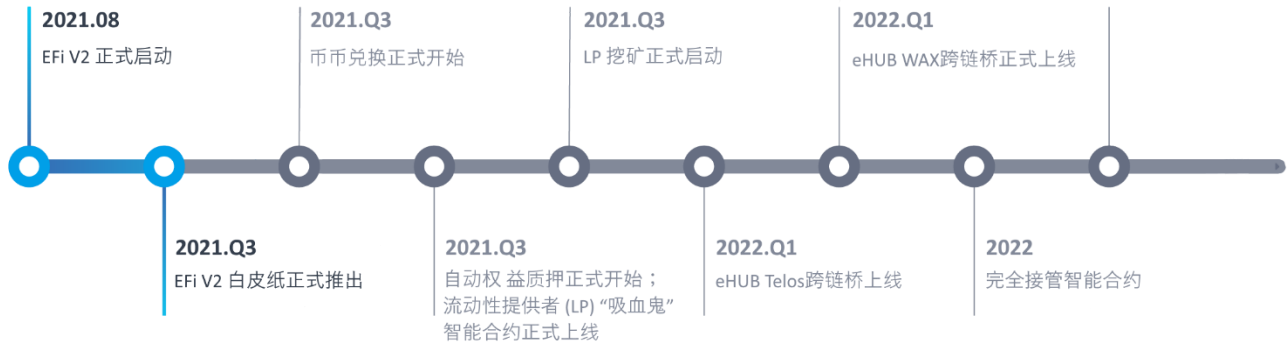 2021.08
EFi V2 正式启动
2021.Q3
币币兑换正式开始
2021.Q3
LP 挖矿正式启动
2022.Q1
eHUB WAX跨链桥正式上线
2021.Q3
EFi V2 白皮纸正式推出
2021.Q3
自动权 益质押正式开始；
流动性提供者 (LP) “吸血鬼”
智能合约正式上线
2022.Q1
eHUB Telos跨链桥上线
2022
完全接管智能合约